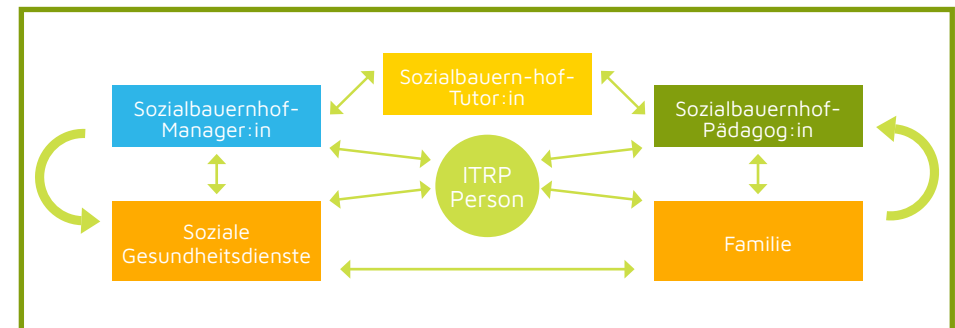 Sozialbauern-hof-
Tutor:in
Sozialbauernhof-
Manager:in
Sozialbauernhof-
Pädagog:in
ITRP
Person
Soziale
Gesundheitsdienste
Familie